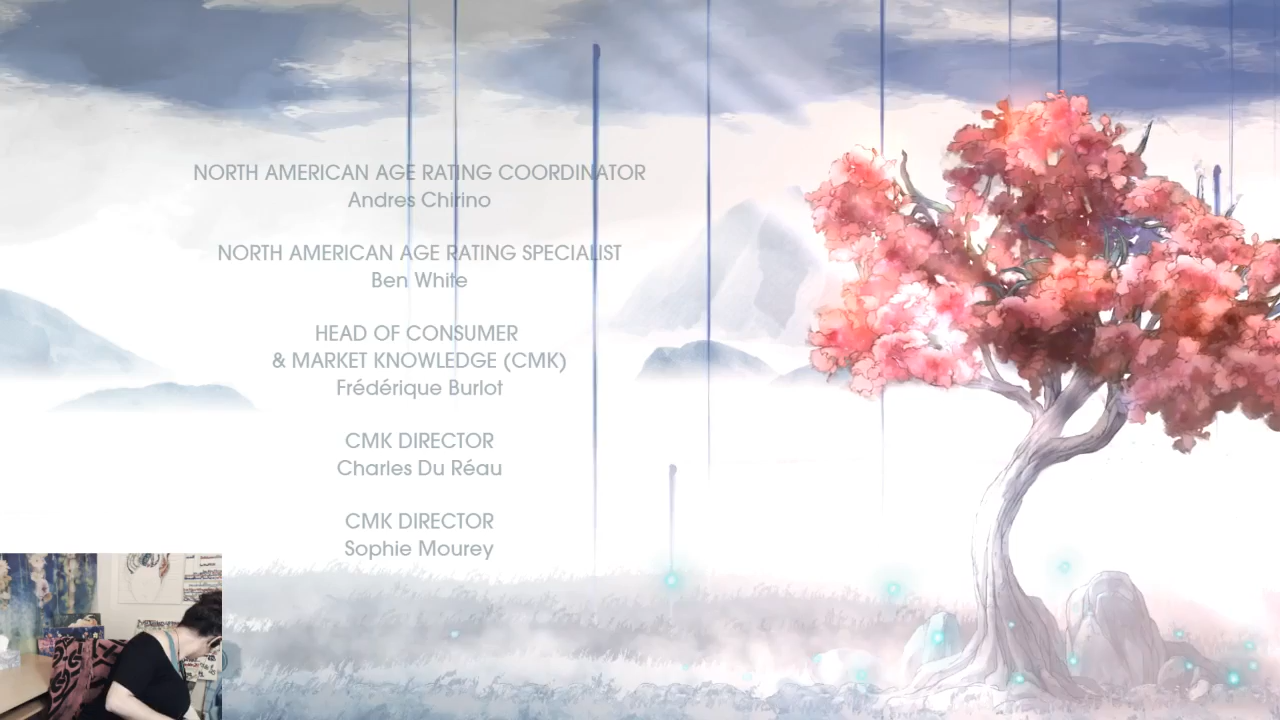 NORTH AMERICAN AGE RATING COORDINATOR
Andres Chirino
NORTH AMERICAN AGE RATING SPECIALIST
Ben White
HEAD OF CONSUMER
& MARKET KNOWLEDGE (CMK)
Frédérique Burlot
CMK DIRECTOR
Charles Du Réau
CMK DIRECTOR
Sophie Mourey